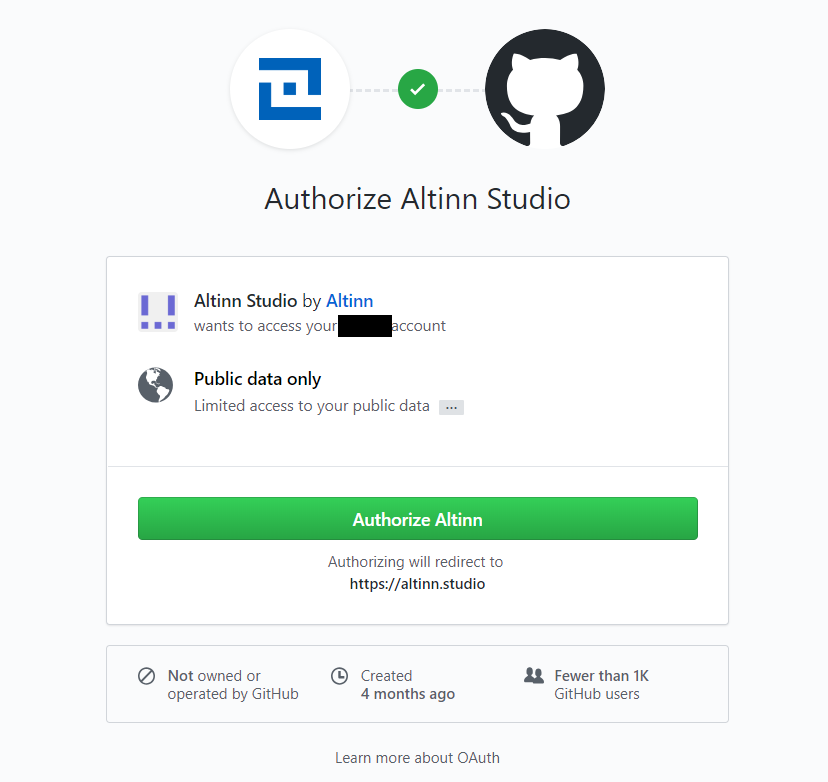 Authorize Altinn Studio
Altinn Studio by Altinn
wants to access your account
Public data only
Limited access to your public data ...
Authorize Altinn
Authorizing will redirect to
https://altinn.studio
Not owned or
operated by GitHub
Created
4 months ago
Fewer than 1K
GitHub users
Learn more about OAuth